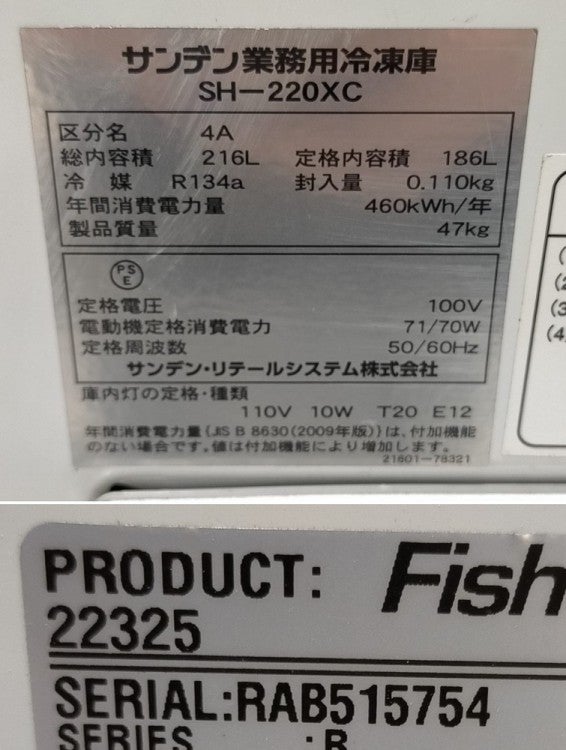 サンデン業務用冷凍庫
SH-220XC
区分名 4A
総内容積 216L 定格内容積 186L
冷 媒 R134a 封入量 0.110kg
年間消費電力量 460kWh/年
製品質量 47kg
PS
E
定格電圧 100V
電動機定格消費電力 71/70W
定格周波数 50/60Hz
サンデン・リテールシステム株式会社
庫内灯の定格・種類
110V 10W T20 E12
年間消費電力量{JIS B 8630(2009年版)}は、付加機能
のない場合です。値は付加機能により増加します。
21601-78321
(1
(2
(3
(4
PRODUCT: Fish
22325
SERIAL:RAB515754
SERIES :B